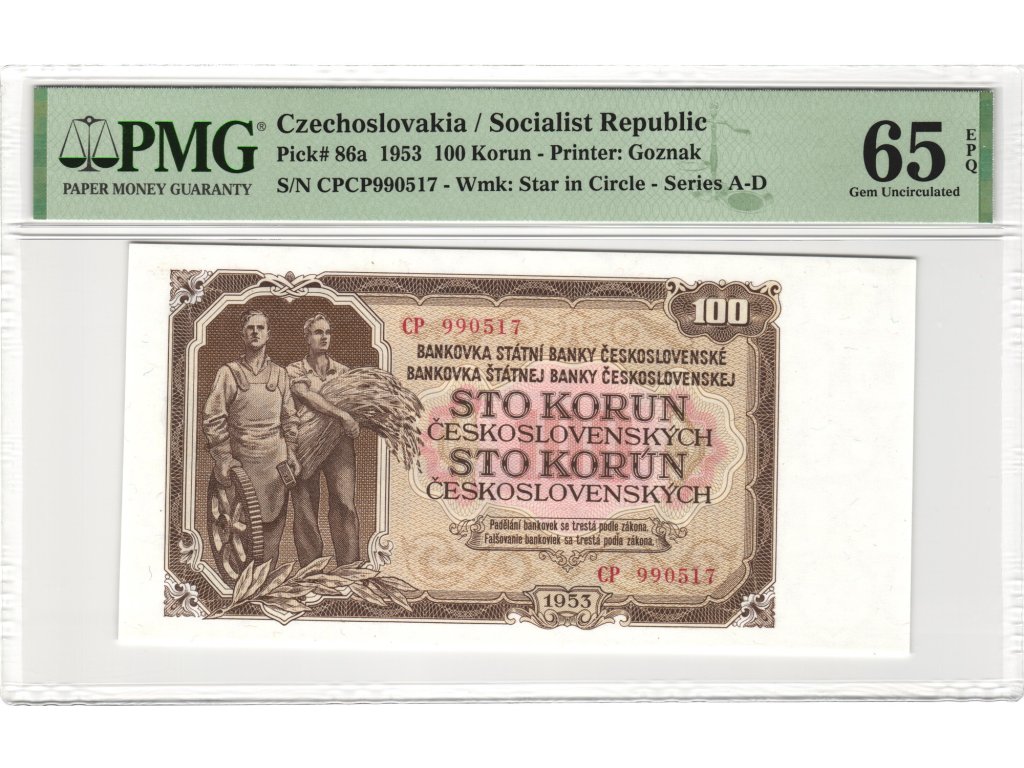 PMG®
PAPER MONEY GUARANTY
Czechoslovakia / Socialist Republic
Pick# 86a 1953 100 Korun - Printer: Goznak
S/N CPCP990517 - Wmk: Star in Circle - Series A-D
65
EPQ
Gem Uncirculated
100
CP 990517
BANKOVKA STÁTNÍ BANKY ČESKOSLOVENSKÉ
BANKOVKA ŠTÁTNEJ BANKY ČESKOSLOVENSKEJ
STO KORUN
ČESKOSLOVENSKÝCH
STO KORÚN
ČESKOSLOVENSKÝCH
Padělání bankovek se trestá podle zákona.
Falšovanie bankoviek sa trestá podľa zákona.
CP 990517
1953